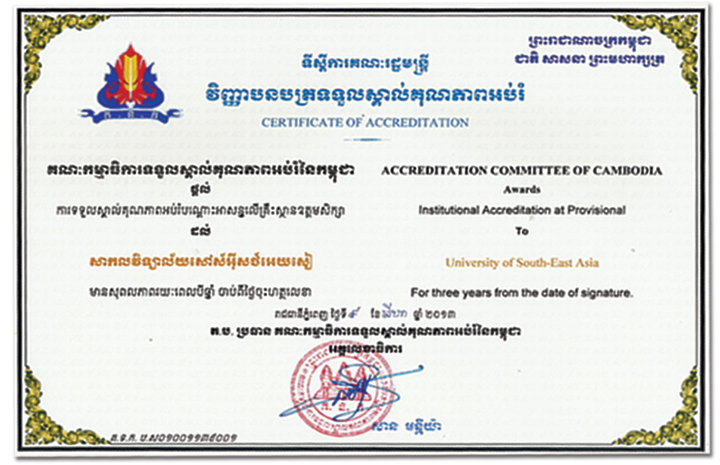 ព្រះរាជាណាចក្រកម្ពុជា
ជាតិ សាសនា ព្រះមហាក្សត្រ
ទីស្តីការគណៈរដ្ឋមន្ត្រី
វិញ្ញាបនបត្រទទួលស្គាល់គុណភាពអប់រំ
CERTIFICATE OF ACCREDITATION
គ.ទ.ក
គណៈកម្មាធិការទទួលស្គាល់គុណភាពអប់រំនៃកម្ពុជា
ផ្តល់
ការទទួលស្គាល់គុណភាពអប់រំបណ្តោះអាសន្នលើគ្រឹះស្ថានឧត្តមសិក្សា
ដល់
សាកលវិទ្យាល័យសៅស៍អ៊ីសថ៍អេយសៀ
មានសុពលភាពរយៈពេលបីឆ្នាំ ចាប់ពីថ្ងៃចុះហត្ថលេខា
ACCREDITATION COMMITTEE OF CAMBODIA
Awards
Institutional Accreditation at Provisional
To
University of South-East Asia
For three years from the date of signature.
រាជធានីភ្នំពេញ ថ្ងៃទី៩ ខែ សីហា ឆ្នាំ ២០១៣
គ.ប. ប្រធាន គណៈកម្មាធិការទទួលស្គាល់គុណភាពអប់រំនៃកម្ពុជា
អគ្គលេខាធិការ
គ.ទ.ក